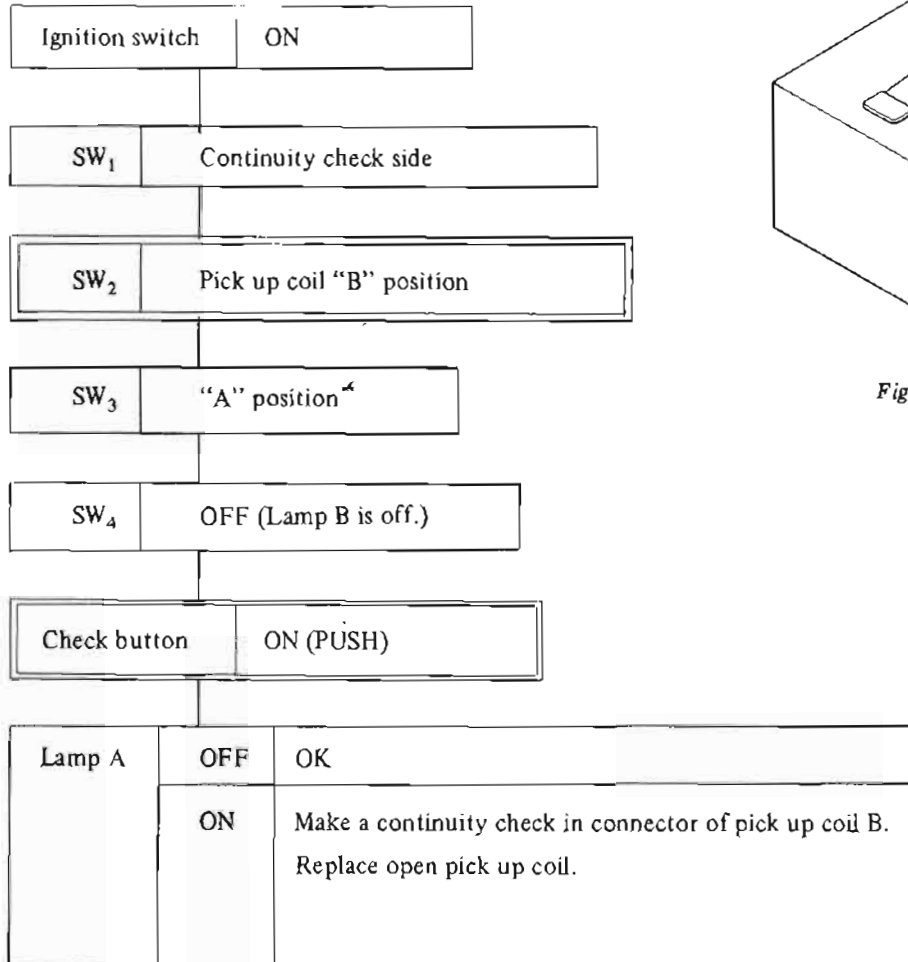 Ignition switch ON
SW₁ Continuity check side
SW₂ Pick up coil “B” position
SW₃ “A” position
Fig
SW₄ OFF (Lamp B is off.)
Check button ON (PUSH)
Lamp A OFF OK
ON Make a continuity check in connector of pick up coil B.
Replace open pick up coil.